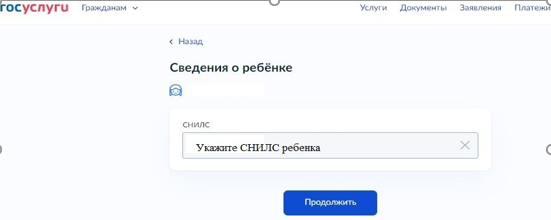 госуслуги Гражданам Услуги Документы Заявления Платежи
Назад
Сведения о ребёнке
СНИЛС
Укажите СНИЛС ребенка
Продолжить